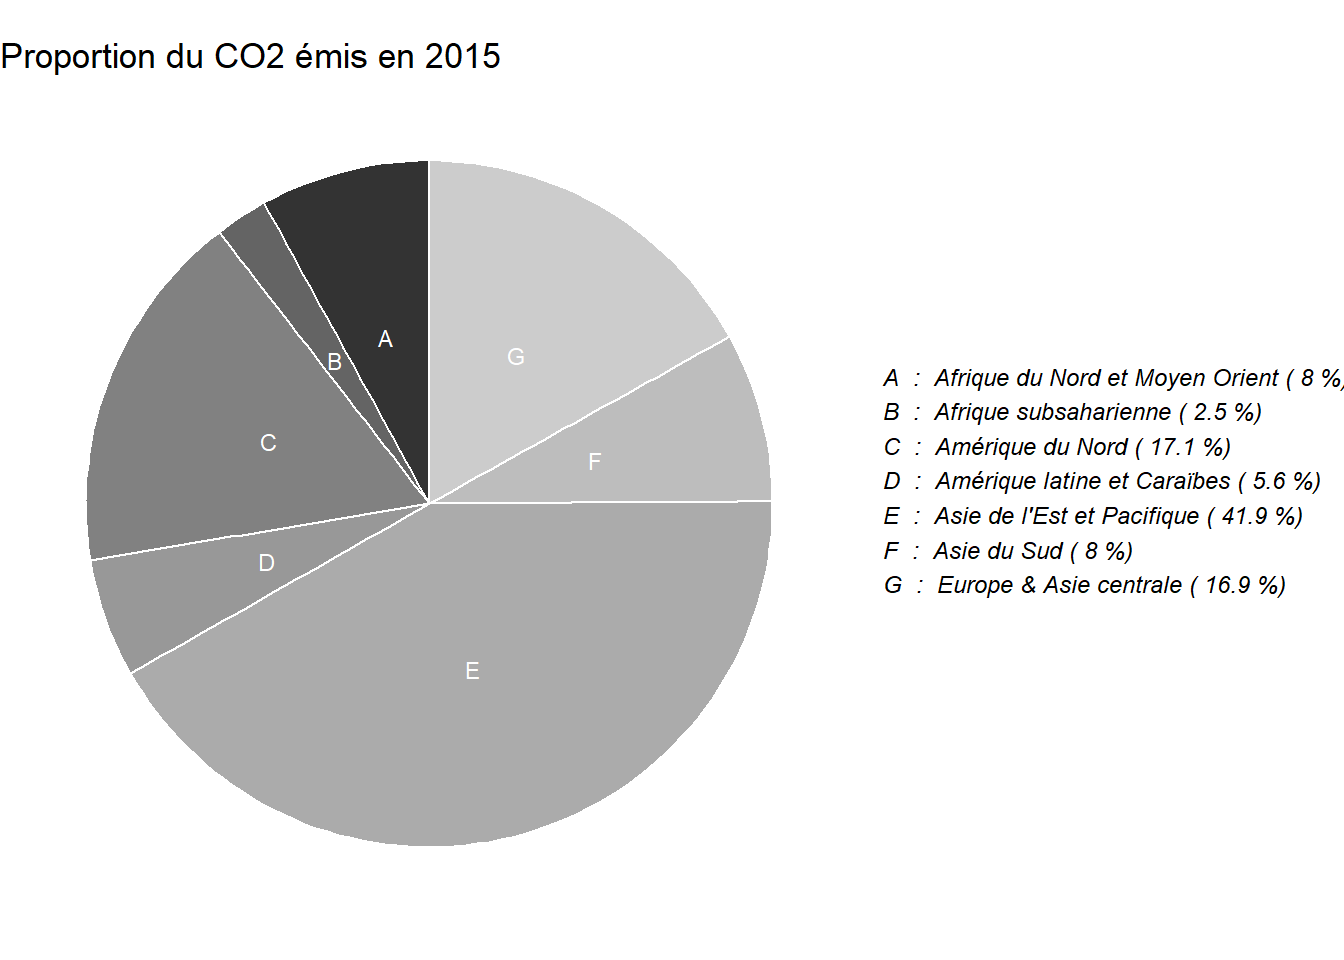 Proportion du CO2 émis en 2015
A
B
G
C
F
D
E
A : Afrique du Nord et Moyen Orient ( 8 %)
B : Afrique subsaharienne ( 2.5 %)
C : Amérique du Nord ( 17.1 %)
D : Amérique latine et Caraïbes ( 5.6 %)
E : Asie de l'Est et Pacifique ( 41.9 %)
F : Asie du Sud ( 8 %)
G : Europe & Asie centrale ( 16.9 %)